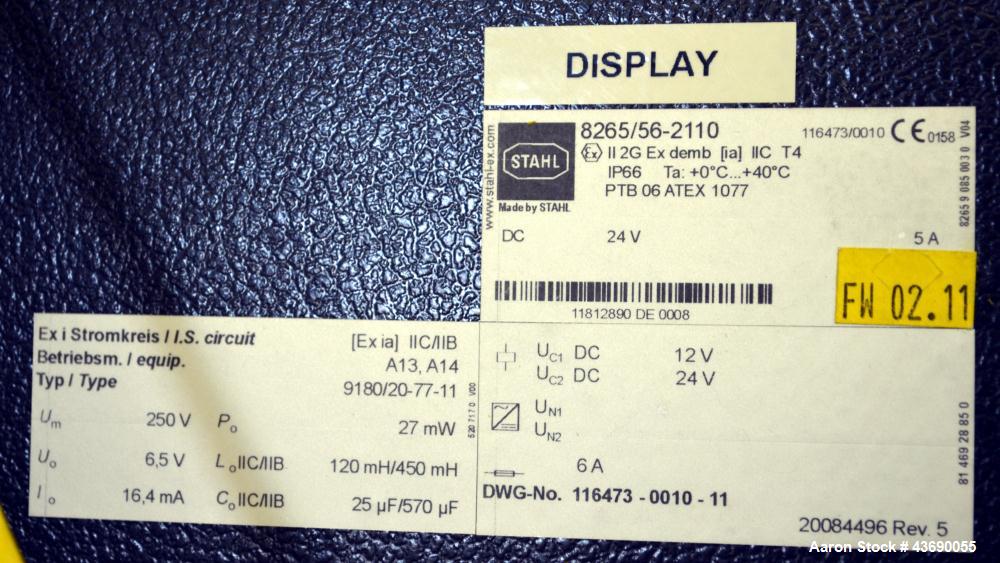 DISPLAY
www.stahl-ex.com
STAHL
Made by STAHL
8265/56-2110
116473/0010 CE 0158
Ex II 2G Ex demb [ia] IIC T4
IP66 Ta: +0°C...+40°C
PTB 06 ATEX 1077
8265 9 085 003 0 V04
DC 24 V 5 A
FW 02.11
11812890 DE 0008
Ex i Stromkreis / I.S. circuit [Ex ia] IIC/IIB
Betriebsm. / equip. A13, A14
Typ / Type 9180/20-77-11
Um 250 V Po 27 mW
Uo 6,5 V Lo IIC/IIB 120 mH/450 mH
Io 16,4 mA Co IIC/IIB 25 µF/570 µF
UC1 DC 12 V
UC2 DC 24 V
UN1
UN2
6 A
DWG-No. 116473 - 0010 - 11
81 469 28 85 0
20084496 Rev. 5
Aaron Stock # 43690055